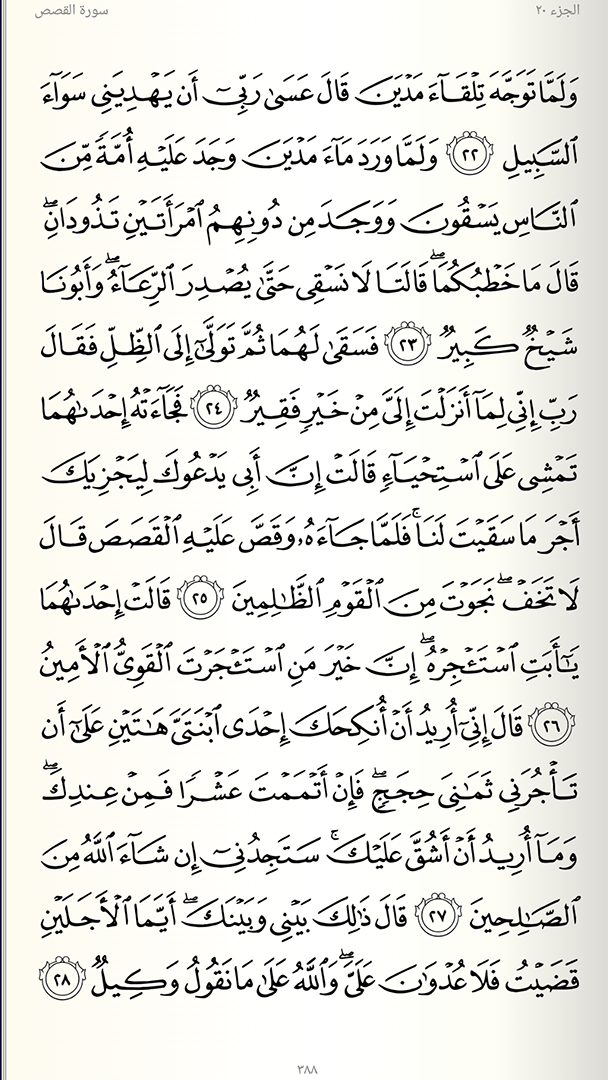 سورة القصص
الجزء ٢٠
وَلَمَّا تَوَجَّهَ تِلۡقَآءَ مَدۡيَنَ قَالَ عَسَىٰ رَبِّيٓ أَن يَهۡدِيَنِي سَوَآءَ
ٱلسَّبِيلِ ٢٢ وَلَمَّا وَرَدَ مَآءَ مَدۡيَنَ وَجَدَ عَلَيۡهِ أُمَّةٗ مِّنَ
ٱلنَّاسِ يَسۡقُونَ وَوَجَدَ مِن دُونِهِمُ ٱمۡرَأَتَيۡنِ تَذُودَانِۖ
قَالَ مَا خَطۡبُكُمَاۖ قَالَتَا لَا نَسۡقِي حَتَّىٰ يُصۡدِرَ ٱلرِّعَآءُۖ وَأَبُونَا
شَيۡخٞ كَبِيرٞ ٢٣ فَسَقَىٰ لَهُمَا ثُمَّ تَوَلَّىٰٓ إِلَى ٱلظِّلِّ فَقَالَ
رَبِّ إِنِّي لِمَآ أَنزَلۡتَ إِلَيَّ مِنۡ خَيۡرٖ فَقِيرٞ ٢٤ فَجَآءَتۡهُ إِحۡدَىٰهُمَا
تَمۡشِي عَلَى ٱسۡتِحۡيَآءٖ قَالَتۡ إِنَّ أَبِي يَدۡعُوكَ لِيَجۡزِيَكَ
أَجۡرَ مَا سَقَيۡتَ لَنَاۚ فَلَمَّا جَآءَهُۥ وَقَصَّ عَلَيۡهِ ٱلۡقَصَصَ قَالَ
لَا تَخَفۡۖ نَجَوۡتَ مِنَ ٱلۡقَوۡمِ ٱلظَّٰلِمِينَ ٢٥ قَالَتۡ إِحۡدَىٰهُمَا
يَٰٓأَبَتِ ٱسۡتَـٔۡجِرۡهُۖ إِنَّ خَيۡرَ مَنِ ٱسۡتَـٔۡجَرۡتَ ٱلۡقَوِيُّ ٱلۡأَمِينُ
٢٦ قَالَ إِنِّيٓ أُرِيدُ أَنۡ أُنكِحَكَ إِحۡدَى ٱبۡنَتَيَّ هَٰتَيۡنِ عَلَىٰٓ أَن
تَأۡجُرَنِي ثَمَٰنِيَ حِجَجٖۖ فَإِنۡ أَتۡمَمۡتَ عَشۡرٗا فَمِنۡ عِندِكَۖ
وَمَآ أُرِيدُ أَنۡ أَشُقَّ عَلَيۡكَۚ سَتَجِدُنِيٓ إِن شَآءَ ٱللَّهُ مِنَ
ٱلصَّٰلِحِينَ ٢٧ قَالَ ذَٰلِكَ بَيۡنِي وَبَيۡنَكَۖ أَيَّمَا ٱلۡأَجَلَيۡنِ
قَضَيۡتُ فَلَا عُدۡوَٰنَ عَلَيَّۖ وَٱللَّهُ عَلَىٰ مَا نَقُولُ وَكِيلٞ ٢٨
٣٨٨